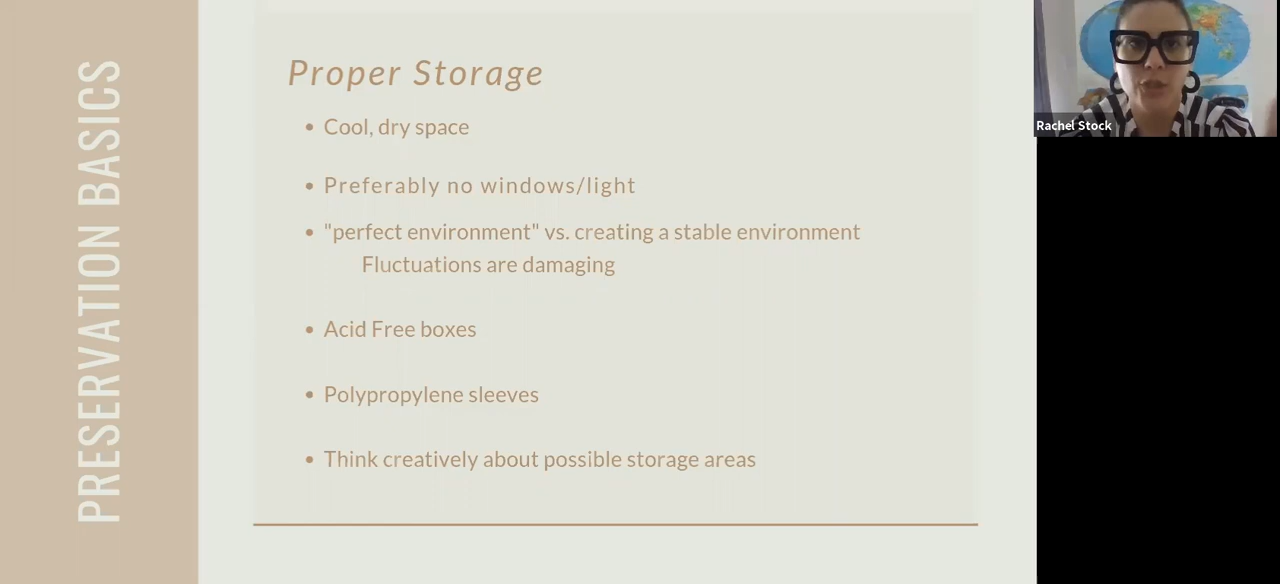 PRESERVATION BASICS
Proper Storage
• Cool, dry space
• Preferably no windows/light
• "perfect environment" vs. creating a stable environment
Fluctuations are damaging
• Acid Free boxes
• Polypropylene sleeves
• Think creatively about possible storage areas
Rachel Stock